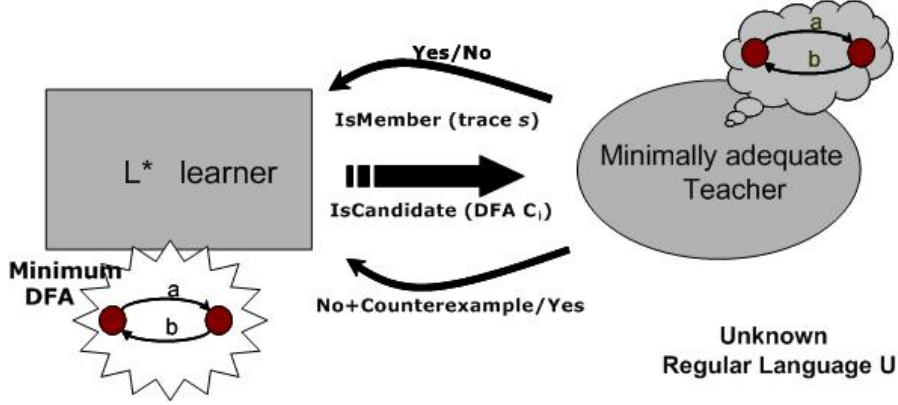 a
b
Yes/No
IsMember (trace s)
L* learner
Minimally adequate
Teacher
IsCandidate (DFA Cᵢ)
Minimum
DFA
a
b
No+Counterexample/Yes
Unknown
Regular Language U